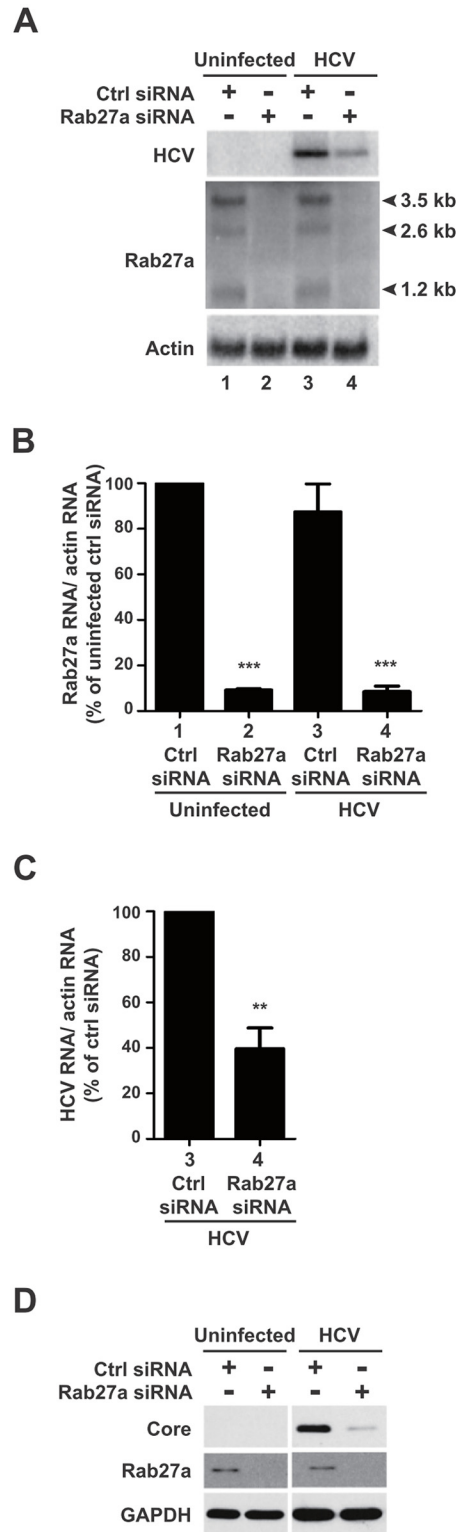 A
Uninfected HCV
Ctrl siRNA + - + -
Rab27a siRNA - + - +
HCV
3.5 kb
2.6 kb
Rab27a
1.2 kb
Actin
1 2 3 4
B
Rab27a RNA/ actin RNA
(% of uninfected ctrl siRNA)
100
80
60
40
20
0
***
***
1 2 3 4
Ctrl Rab27a Ctrl Rab27a
siRNA siRNA siRNA siRNA
Uninfected HCV
C
HCV RNA/ actin RNA
(% of ctrl siRNA)
100
80
60
40
20
0
**
3 4
Ctrl Rab27a
siRNA siRNA
HCV
D
Uninfected HCV
Ctrl siRNA + - + -
Rab27a siRNA - + - +
Core
Rab27a
GAPDH